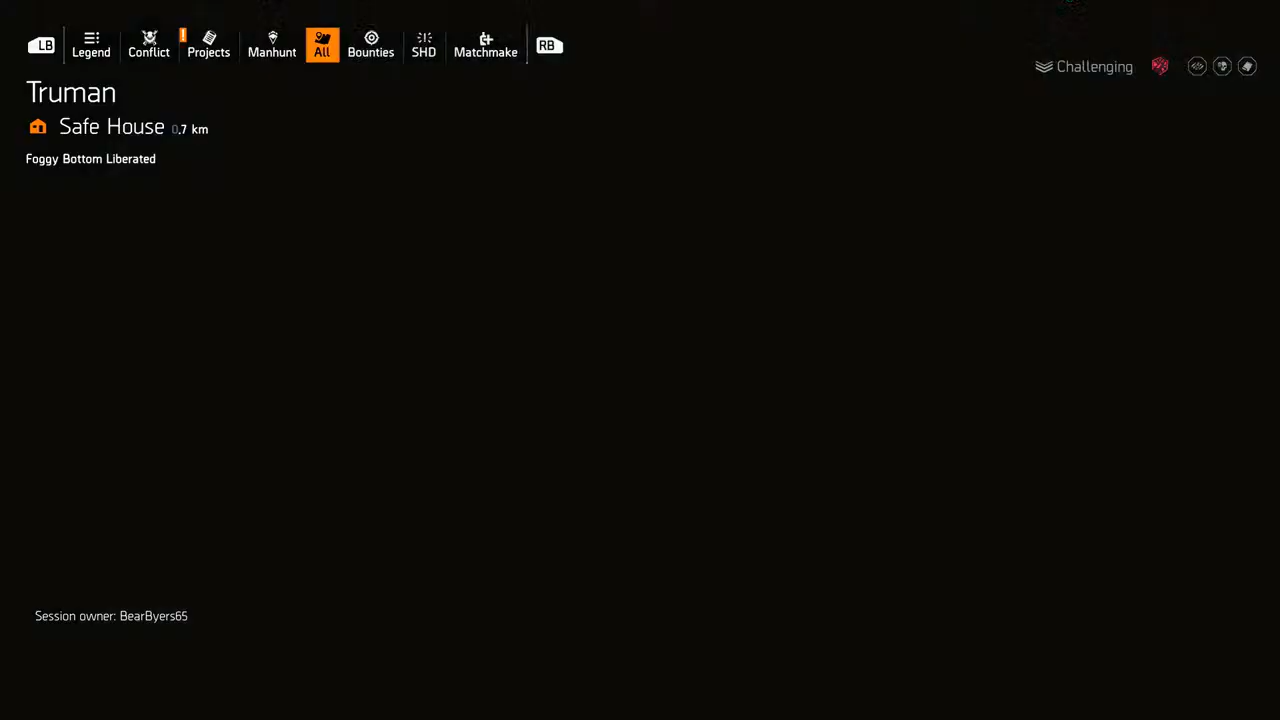 LB Legend Conflict Projects Manhunt All Bounties SHD Matchmake RB
Challenging
Truman
Safe House 0.7 km
Foggy Bottom Liberated
Session owner: BearByers65